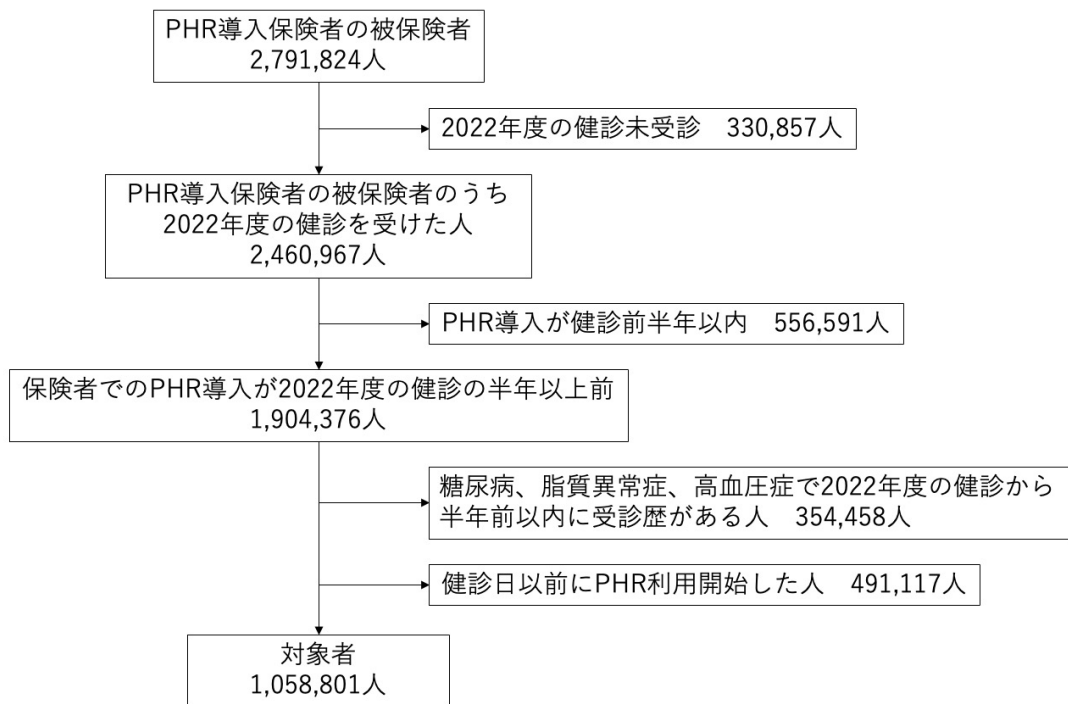 PHR導入保険者の被保険者
2,791,824人
2022年度の健診未受診　330,857人
PHR導入保険者の被保険者のうち
2022年度の健診を受けた人
2,460,967人
PHR導入が健診前半年以内　556,591人
保険者でのPHR導入が2022年度の健診の半年以上前
1,904,376人
糖尿病、脂質異常症、高血圧症で2022年度の健診から
半年前以内に受診歴がある人　354,458人
健診日以前にPHR利用開始した人　491,117人
対象者
1,058,801人